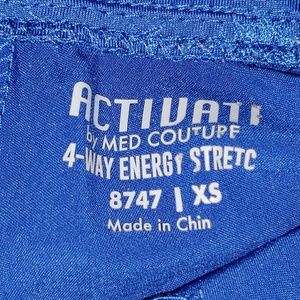 ACTIVATE
by MED COUTURE
4-WAY ENERGY STRETC
8747 | XS
Made in Chin